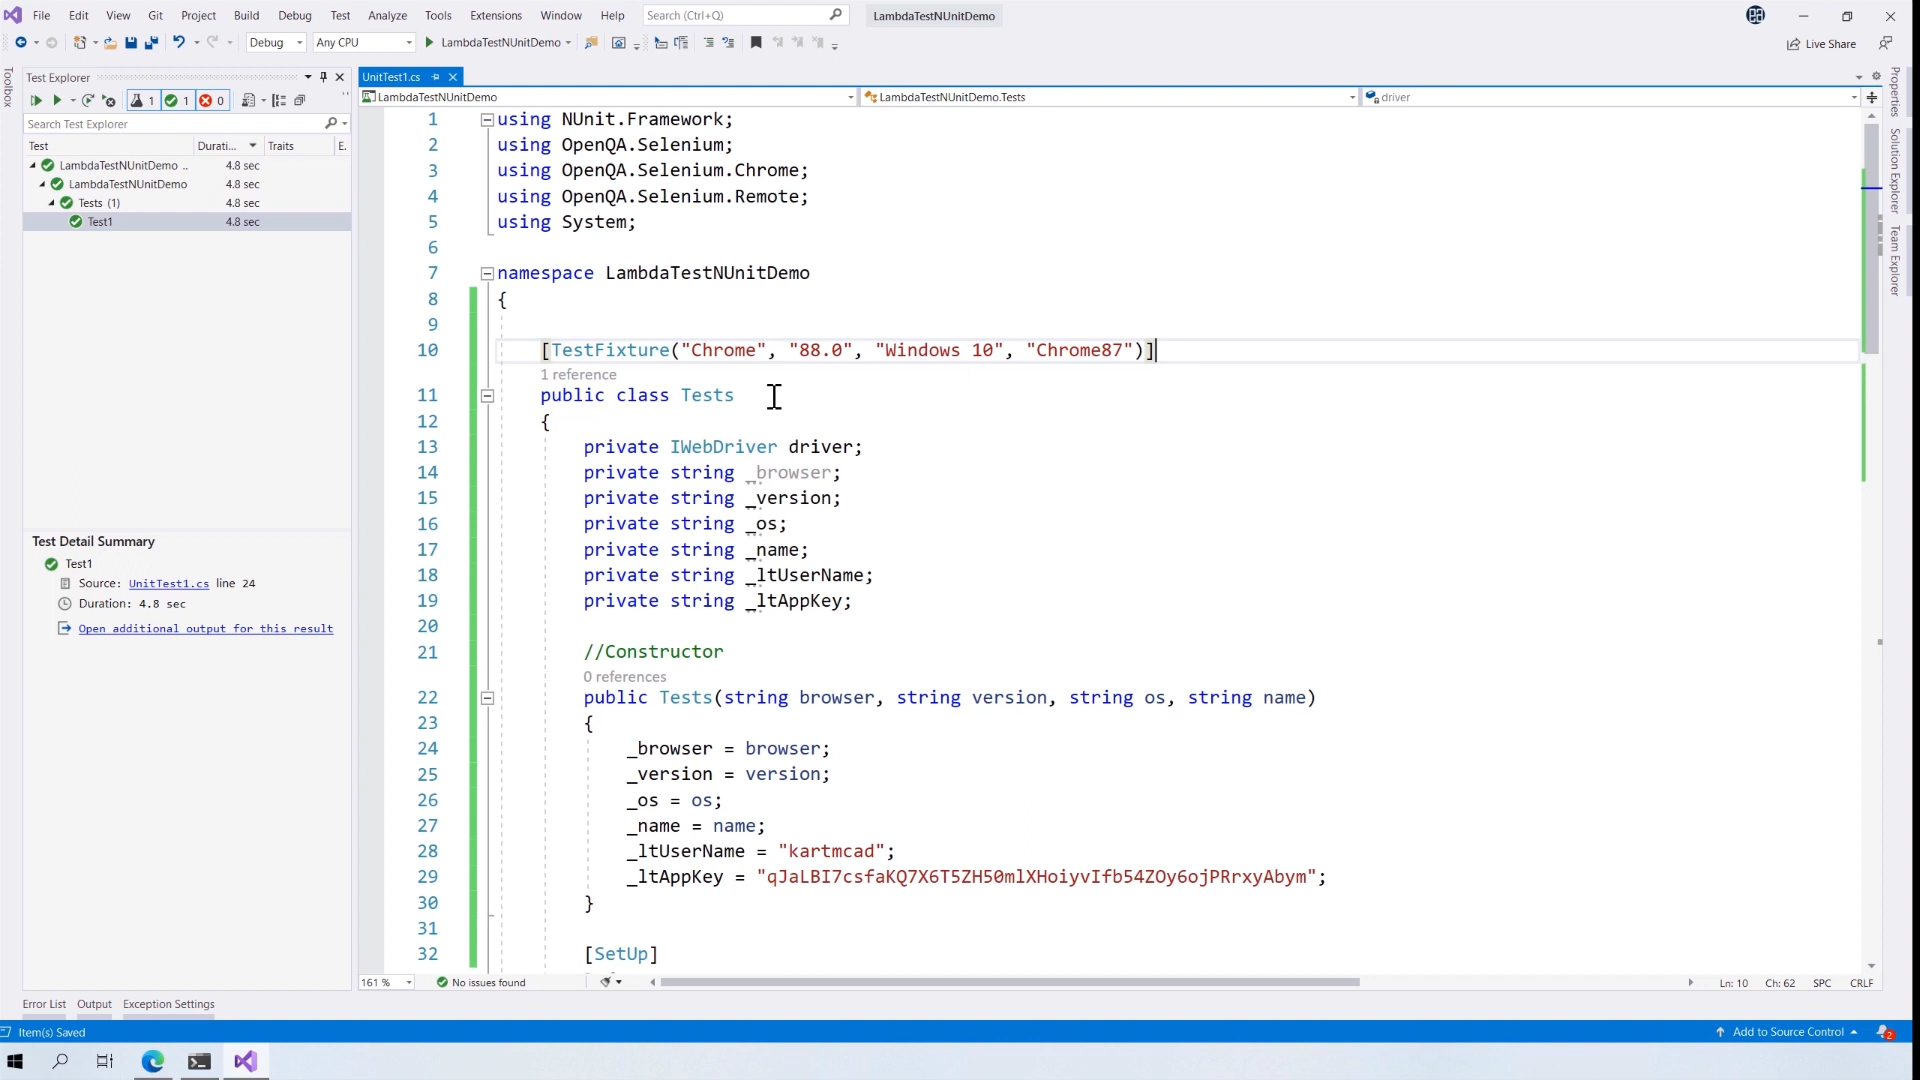 File Edit View Git Project Build Debug Test Analyze Tools Extensions Window Help Search (Ctrl+Q) LambdaTestNUnitDemo
Debug Any CPU LambdaTestNUnitDemo Live Share
Toolbox
Test Explorer
1 1 0
Search Test Explorer
Test Durati... Traits E.
LambdaTestNUnitDemo .. 4.8 sec
LambdaTestNUnitDemo 4.8 sec
Tests (1) 4.8 sec
Test1 4.8 sec
Test Detail Summary
Test1
Source: UnitTest1.cs line 24
Duration: 4.8 sec
Open additional output for this result
UnitTest1.cs
LambdaTestNUnitDemo LambdaTestNUnitDemo.Tests driver
1 using NUnit.Framework;
2 using OpenQA.Selenium;
3 using OpenQA.Selenium.Chrome;
4 using OpenQA.Selenium.Remote;
5 using System;
6
7 namespace LambdaTestNUnitDemo
8 {
9
10 [TestFixture("Chrome", "88.0", "Windows 10", "Chrome87")]
1 reference
11 public class Tests
12 {
13 private IWebDriver driver;
14 private string _browser;
15 private string _version;
16 private string _os;
17 private string _name;
18 private string _ltUserName;
19 private string _ltAppKey;
20
21 //Constructor
0 references
22 public Tests(string browser, string version, string os, string name)
23 {
24 _browser = browser;
25 _version = version;
26 _os = os;
27 _name = name;
28 _ltUserName = "kartmcad";
29 _ltAppKey = "qJaLBI7csfaKQ7X6T5ZH50mlXHoiyvIfb54ZOy6ojPRrxyAbym";
30 }
31
32 [SetUp]
Properties
Solution Explorer
Team Explorer
161 % No issues found Ln: 10 Ch: 62 SPC CRLF
Error List Output Exception Settings
Item(s) Saved Add to Source Control 2